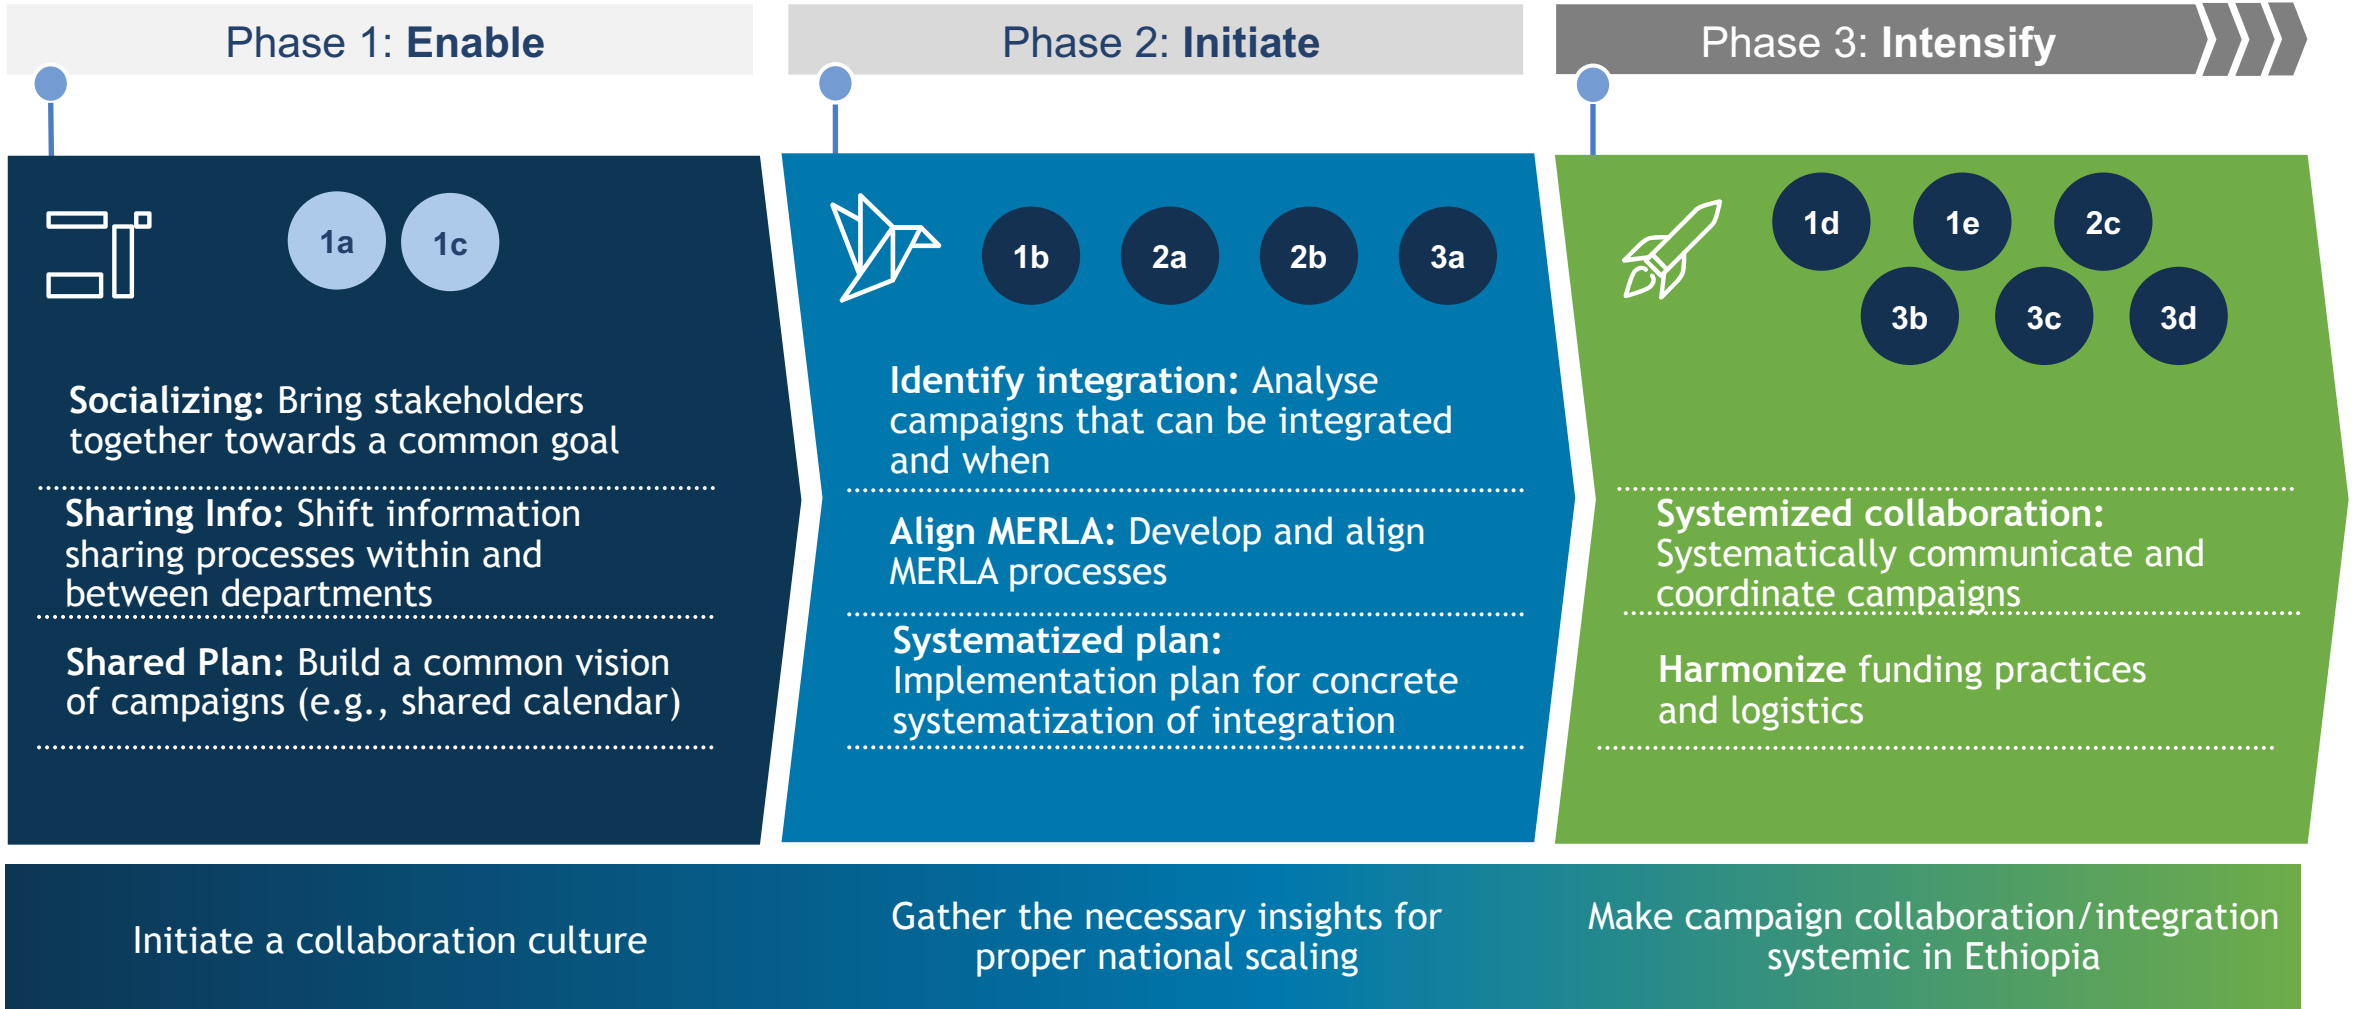 Phase 1: Enable
Phase 2: Initiate
Phase 3: Intensify
1a
1c
Socializing: Bring stakeholders
together towards a common goal
Sharing Info: Shift information
sharing processes within and
between departments
Shared Plan: Build a common vision
of campaigns (e.g., shared calendar)
1b
2a
2b
3a
Identify integration: Analyse
campaigns that can be integrated
and when
Align MERLA: Develop and align
MERLA processes
Systematized plan:
Implementation plan for concrete
systematization of integration
1d
1e
2c
3b
3c
3d
Systemized collaboration:
Systematically communicate and
coordinate campaigns
Harmonize funding practices
and logistics
Initiate a collaboration culture
Gather the necessary insights for
proper national scaling
Make campaign collaboration/integration
systemic in Ethiopia